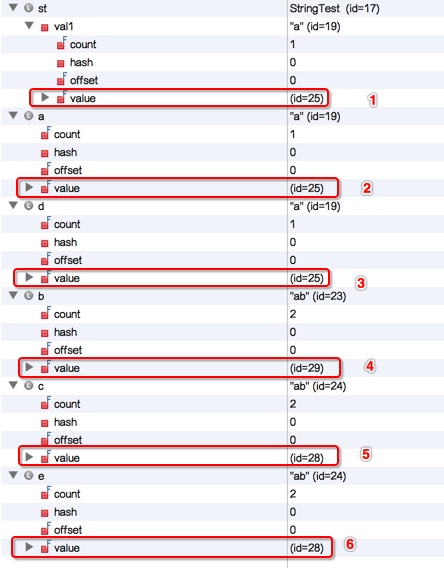 st StringTest (id=17)
val1 "a" (id=19)
count 1
hash 0
offset 0
value (id=25) 1
a "a" (id=19)
count 1
hash 0
offset 0
value (id=25) 2
d "a" (id=19)
count 1
hash 0
offset 0
value (id=25) 3
b "ab" (id=23)
count 2
hash 0
offset 0
value (id=29) 4
c "ab" (id=24)
count 2
hash 0
offset 0
value (id=28) 5
e "ab" (id=24)
count 2
hash 0
offset 0
value (id=28) 6